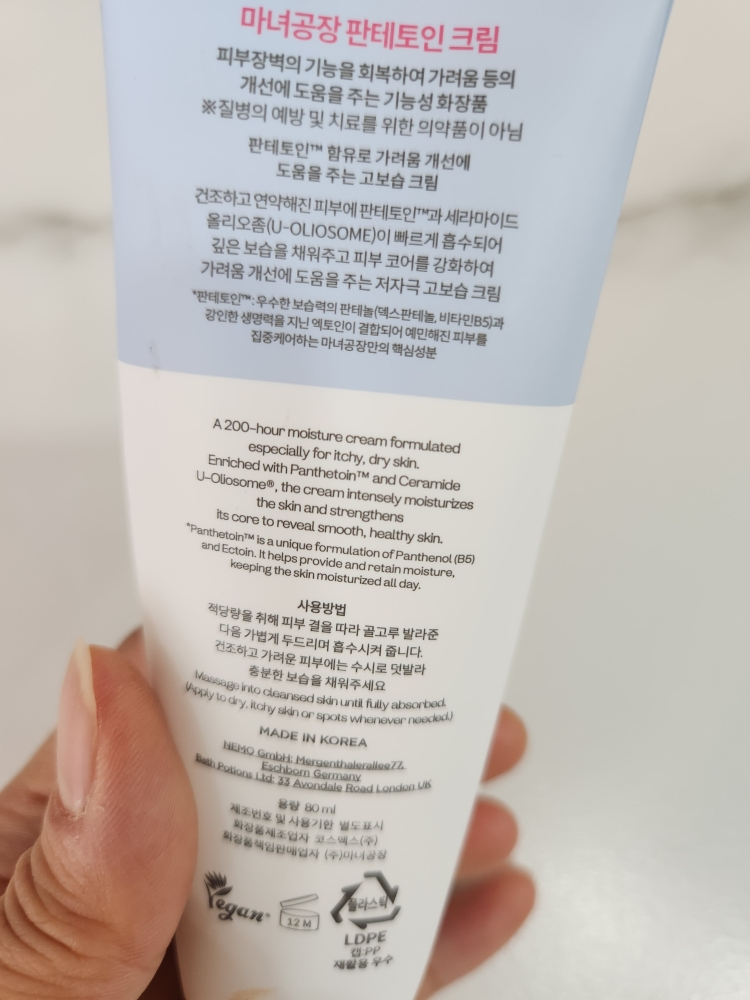 마녀공장 판테토인 크림
피부장벽의 기능을 회복하여 가려움 등의
개선에 도움을 주는 기능성 화장품
※질병의 예방 및 치료를 위한 의약품이 아님
판테토인™ 함유로 가려움 개선에
도움을 주는 고보습 크림
건조하고 연약해진 피부에 판테토인™과 세라마이드
올리오좀(U-OLIOSOME)이 빠르게 흡수되어
깊은 보습을 채워주고 피부 코어를 강화하여
가려움 개선에 도움을 주는 저자극 고보습 크림
*판테토인™: 우수한 보습력의 판테놀(덱스판테놀, 비타민B5)과
강인한 생명력을 지닌 엑토인이 결합되어 예민해진 피부를
집중케어하는 마녀공장만의 핵심성분
A 200-hour moisture cream formulated
especially for itchy, dry skin.
Enriched with Panthetoin™ and Ceramide
U-Oliosome®, the cream intensely moisturizes
the skin and strengthens
its core to reveal smooth, healthy skin.
*Panthetoin™ is a unique formulation of Panthenol (B5)
and Ectoin. It helps provide and retain moisture,
keeping the skin moisturized all day.
사용방법
적당량을 취해 피부 결을 따라 골고루 발라준
다음 가볍게 두드리며 흡수시켜 줍니다.
건조하고 가려운 피부에는 수시로 덧발라
충분한 보습을 채워주세요
Massage into cleansed skin until fully absorbed.
(Apply to dry, itchy skin or spots whenever needed.)
MADE IN KOREA
NEMO GmbH: Mergenthalerallee77,
Eschborn Germany
Bath Potions Ltd: 33 Avondale Road London UK
용량 80 ml
제조번호 및 사용기한 별도표시
화장품제조업자 코스맥스(주)
화장품책임판매업자 (주)마녀공장
Vegan
12 M
플라스틱
LDPE
캡:PP
재활용 우수